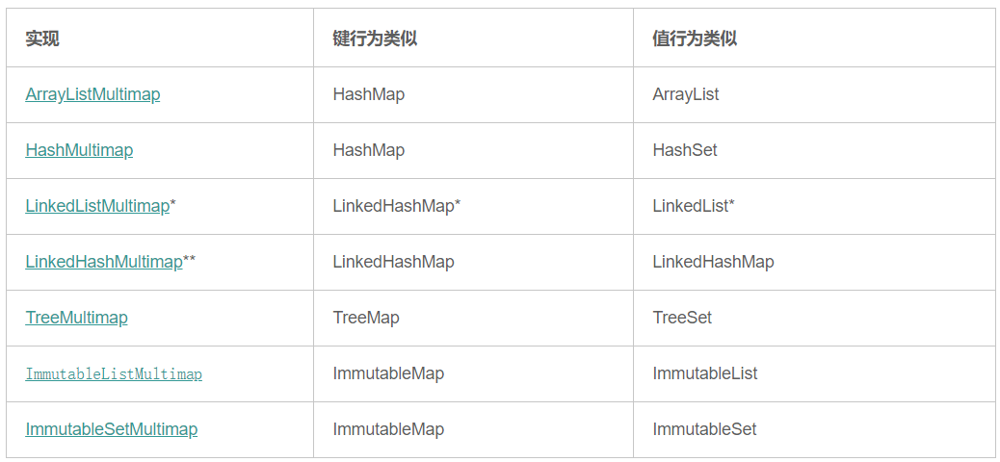 实现 键行为类似 值行为类似
ArrayListMultimap HashMap ArrayList
HashMultimap HashMap HashSet
LinkedListMultimap* LinkedHashMap* LinkedList*
LinkedHashMultimap** LinkedHashMap LinkedHashMap
TreeMultimap TreeMap TreeSet
ImmutableListMultimap ImmutableMap ImmutableList
ImmutableSetMultimap ImmutableMap ImmutableSet